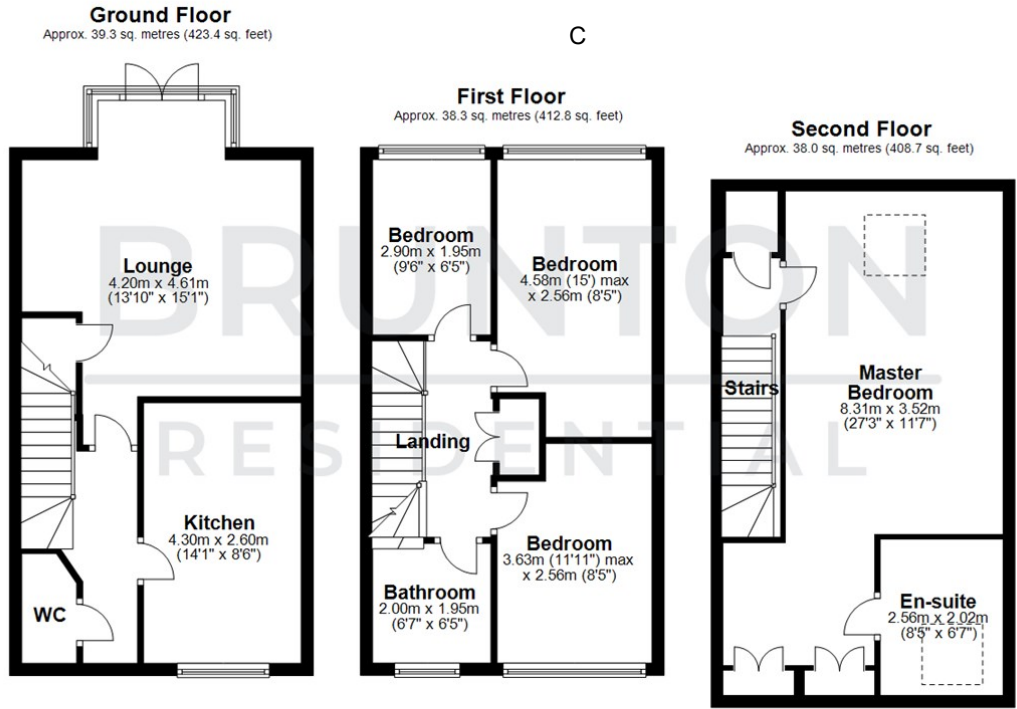 Ground Floor
Approx. 39.3 sq. metres (423.4 sq. feet)
Lounge
4.20m x 4.61m
(13'10" x 15'1")
Kitchen
4.30m x 2.60m
(14'1" x 8'6")
WC
C
First Floor
Approx. 38.3 sq. metres (412.8 sq. feet)
Bedroom
2.90m x 1.95m
(9'6" x 6'5")
Bedroom
4.58m (15') max
x 2.56m (8'5")
Landing
Bedroom
3.63m (11'11") max
x 2.56m (8'5")
Bathroom
2.00m x 1.95m
(6'7" x 6'5")
Second Floor
Approx. 38.0 sq. metres (408.7 sq. feet)
Stairs
Master
Bedroom
8.31m x 3.52m
(27'3" x 11'7")
En-suite
2.56m x 2.02m
(8'5" x 6'7")
BRUNTON
RESIDENTIAL